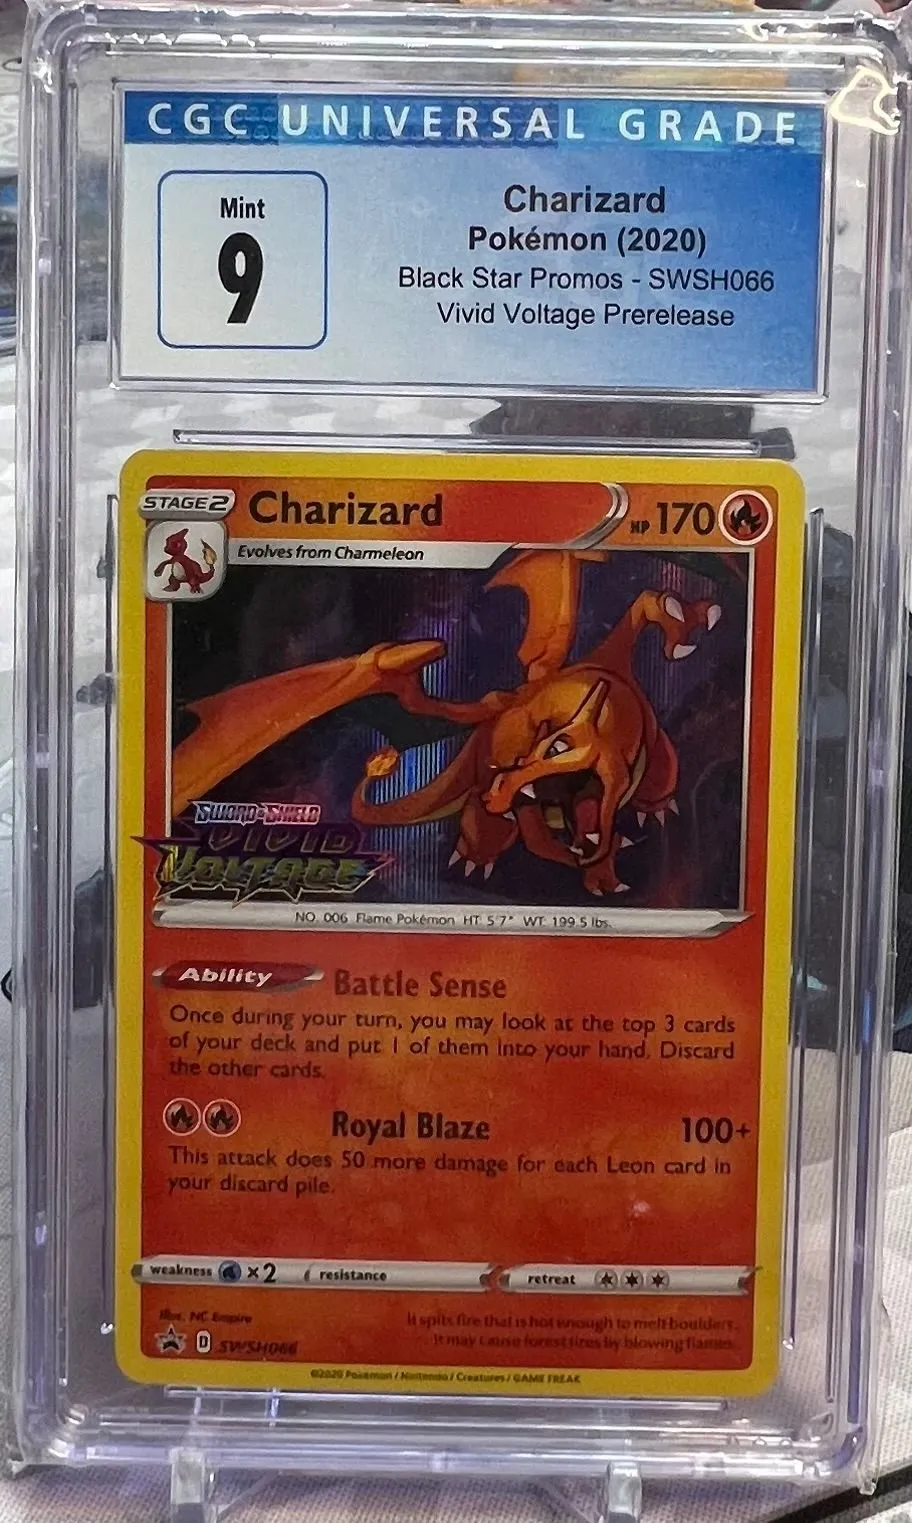 CGC UNIVERSAL GRADE
Mint
9
Charizard
Pokémon (2020)
Black Star Promos - SWSH066
Vivid Voltage Prerelease
STAGE 2
Charizard
HP 170
Evolves from Charmeleon
SWORD & SHIELD
VIVID
VOLTAGE
NO. 006 Flame Pokémon HT: 5'7" WT: 199.5 lbs.
Ability Battle Sense
Once during your turn, you may look at the top 3 cards
of your deck and put 1 of them into your hand. Discard
the other cards.
Royal Blaze 100+
This attack does 50 more damage for each Leon card in
your discard pile.
weakness ×2 resistance retreat
Illus. NC Empire
D SWSH066
It spits fire that is hot enough to melt boulders.
It may cause forest fires by blowing flames.
©2020 Pokémon / Nintendo / Creatures / GAME FREAK